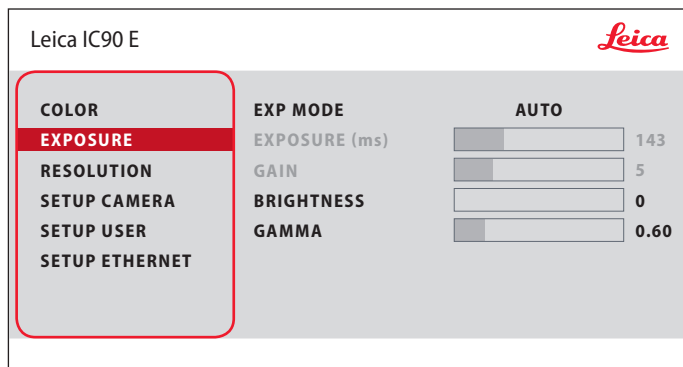 Leica IC90 E
Leica
COLOR
EXPOSURE
RESOLUTION
SETUP CAMERA
SETUP USER
SETUP ETHERNET
EXP MODE AUTO
EXPOSURE (ms) 143
GAIN 5
BRIGHTNESS 0
GAMMA 0.60